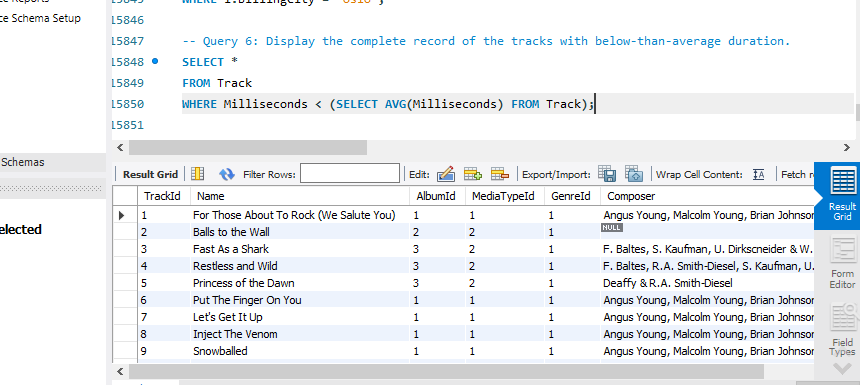 ce Reports
ce Schema Setup
Schemas
elected
15846
15847 -- Query 6: Display the complete record of the tracks with below-than-average duration.
15848 SELECT *
15849 FROM Track
15850 WHERE Milliseconds < (SELECT AVG(Milliseconds) FROM Track);
15851
Result Grid Filter Rows: Edit: Export/Import: Wrap Cell Content: Fetch
TrackId Name AlbumId MediaTypeId GenreId Composer
1 For Those About To Rock (We Salute You) 1 1 1 Angus Young, Malcolm Young, Brian Johnson
2 Balls to the Wall 2 2 1 NULL
3 Fast As a Shark 3 2 1 F. Baltes, S. Kaufman, U. Dirkscneider & W.
4 Restless and Wild 3 2 1 F. Baltes, R.A. Smith-Diesel, S. Kaufman, U.
5 Princess of the Dawn 3 2 1 Deaffy & R.A. Smith-Diesel
6 Put The Finger On You 1 1 1 Angus Young, Malcolm Young, Brian Johnson
7 Let's Get It Up 1 1 1 Angus Young, Malcolm Young, Brian Johnson
8 Inject The Venom 1 1 1 Angus Young, Malcolm Young, Brian Johnson
9 Snowballed 1 1 1 Angus Young, Malcolm Young, Brian Johnson
Result
Grid
Form
Editor
Field
Types